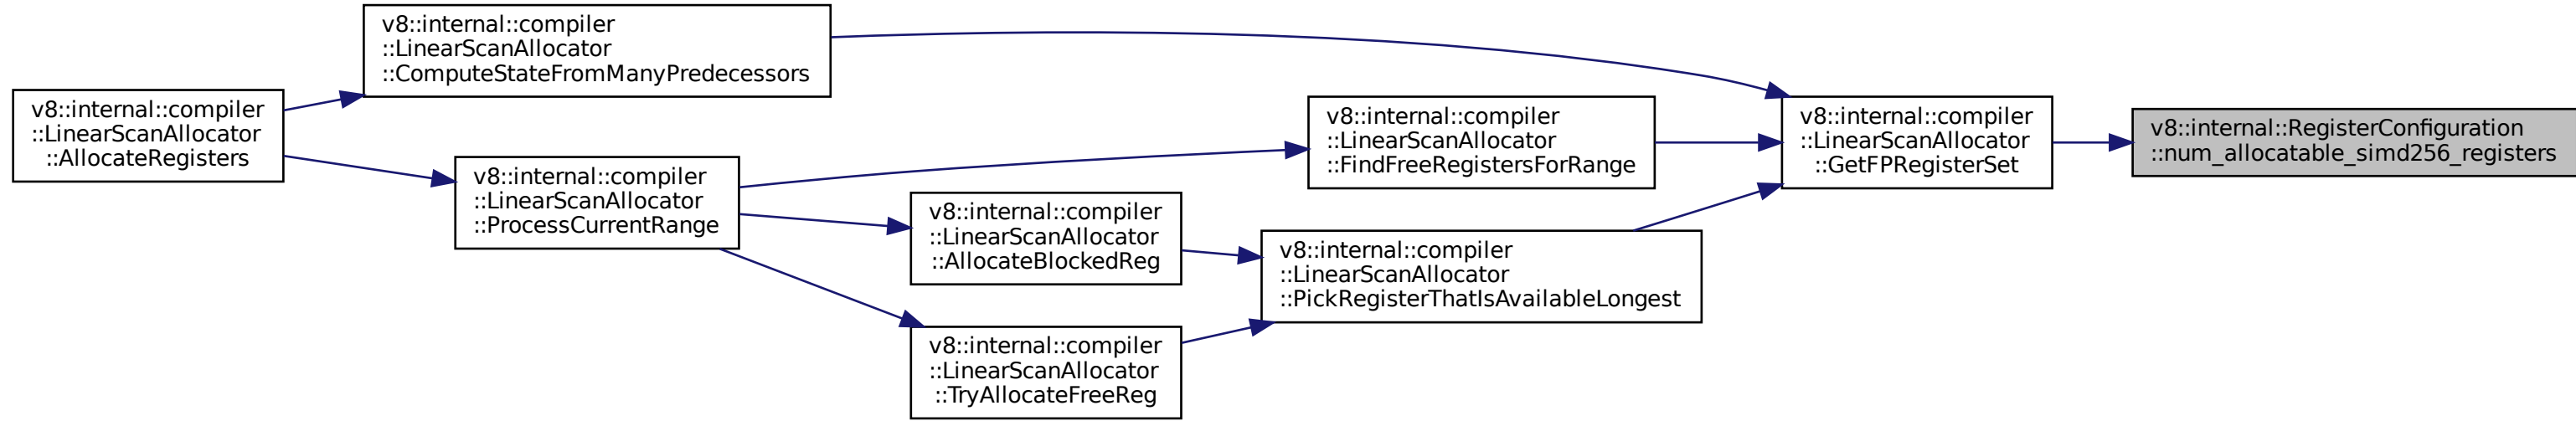 v8::internal::compiler
::LinearScanAllocator
::AllocateRegisters
v8::internal::compiler
::LinearScanAllocator
::ComputeStateFromManyPredecessors
v8::internal::compiler
::LinearScanAllocator
::ProcessCurrentRange
v8::internal::compiler
::LinearScanAllocator
::AllocateBlockedReg
v8::internal::compiler
::LinearScanAllocator
::TryAllocateFreeReg
v8::internal::compiler
::LinearScanAllocator
::FindFreeRegistersForRange
v8::internal::compiler
::LinearScanAllocator
::PickRegisterThatIsAvailableLongest
v8::internal::compiler
::LinearScanAllocator
::GetFPRegisterSet
v8::internal::RegisterConfiguration
::num_allocatable_simd256_registers